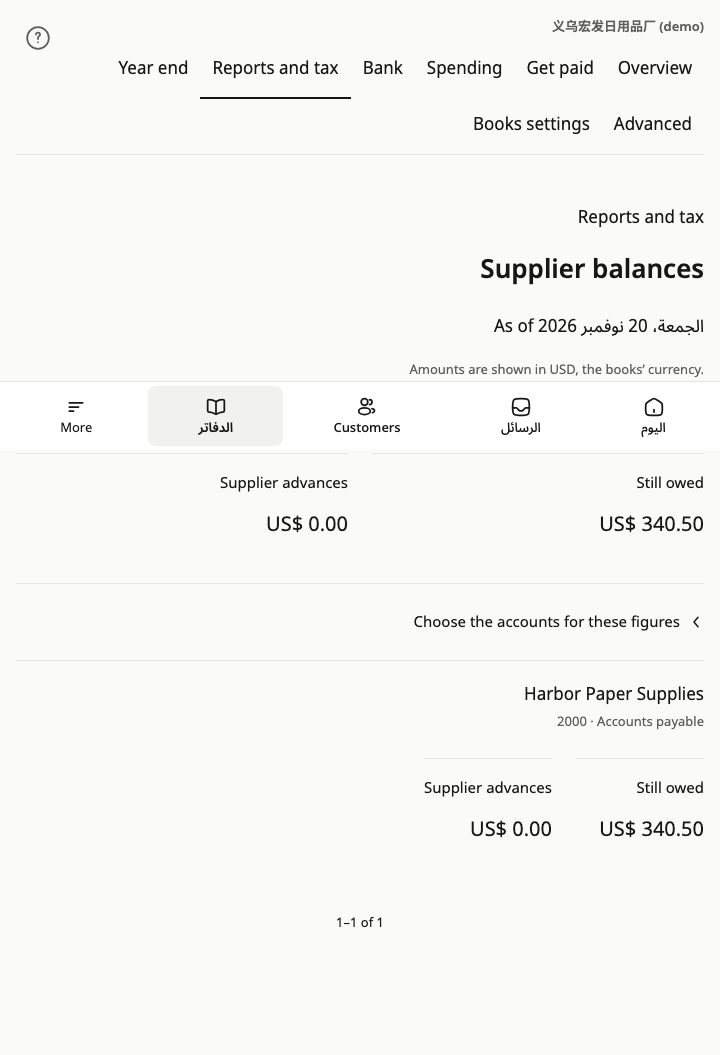 义乌宏发日用品厂 (demo)
Overview
Get paid
Spending
Bank
Reports and tax
Year end
Advanced
Books settings
Reports and tax
Supplier balances
As of الجمعة، 20 نوفمبر 2026
Amounts are shown in USD, the books’ currency.
اليوم
الرسائل
Customers
الدفاتر
More
Still owed
US$ 340.50
Supplier advances
US$ 0.00
Choose the accounts for these figures
Harbor Paper Supplies
2000 · Accounts payable
Still owed
US$ 340.50
Supplier advances
US$ 0.00
1–1 of 1